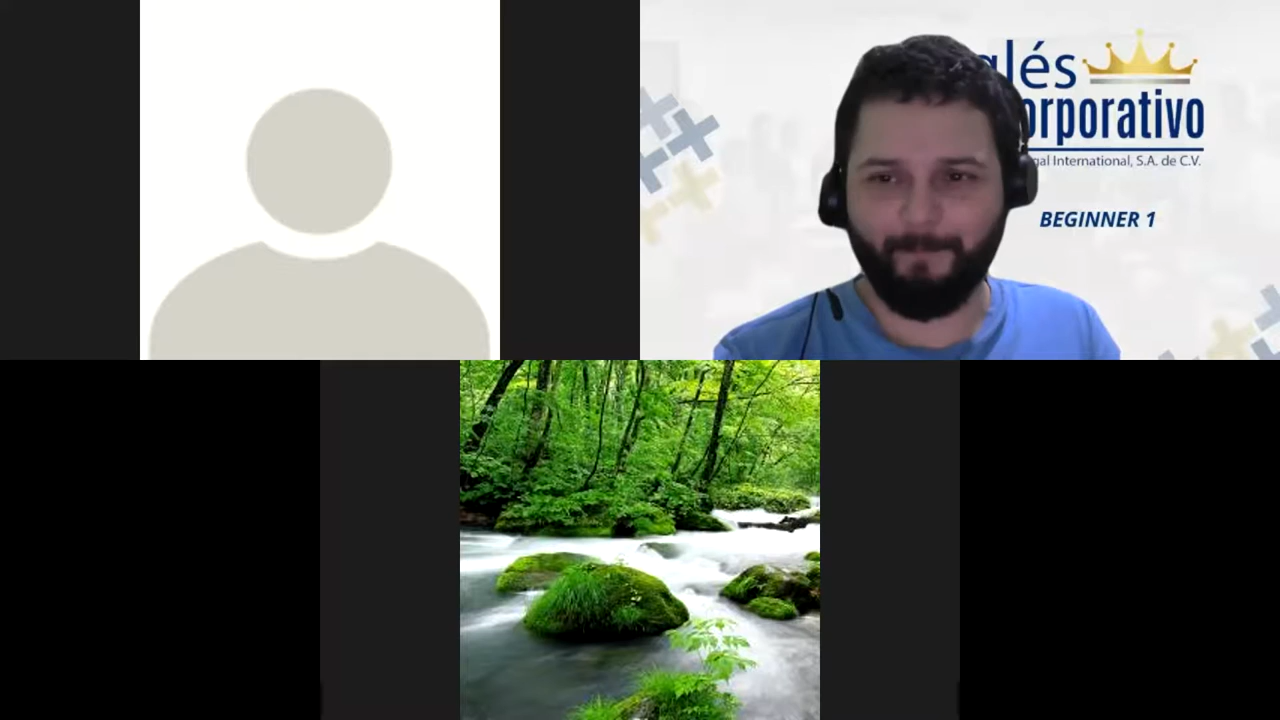 glés
orporativo
gal International, S.A. de C.V.
BEGINNER 1